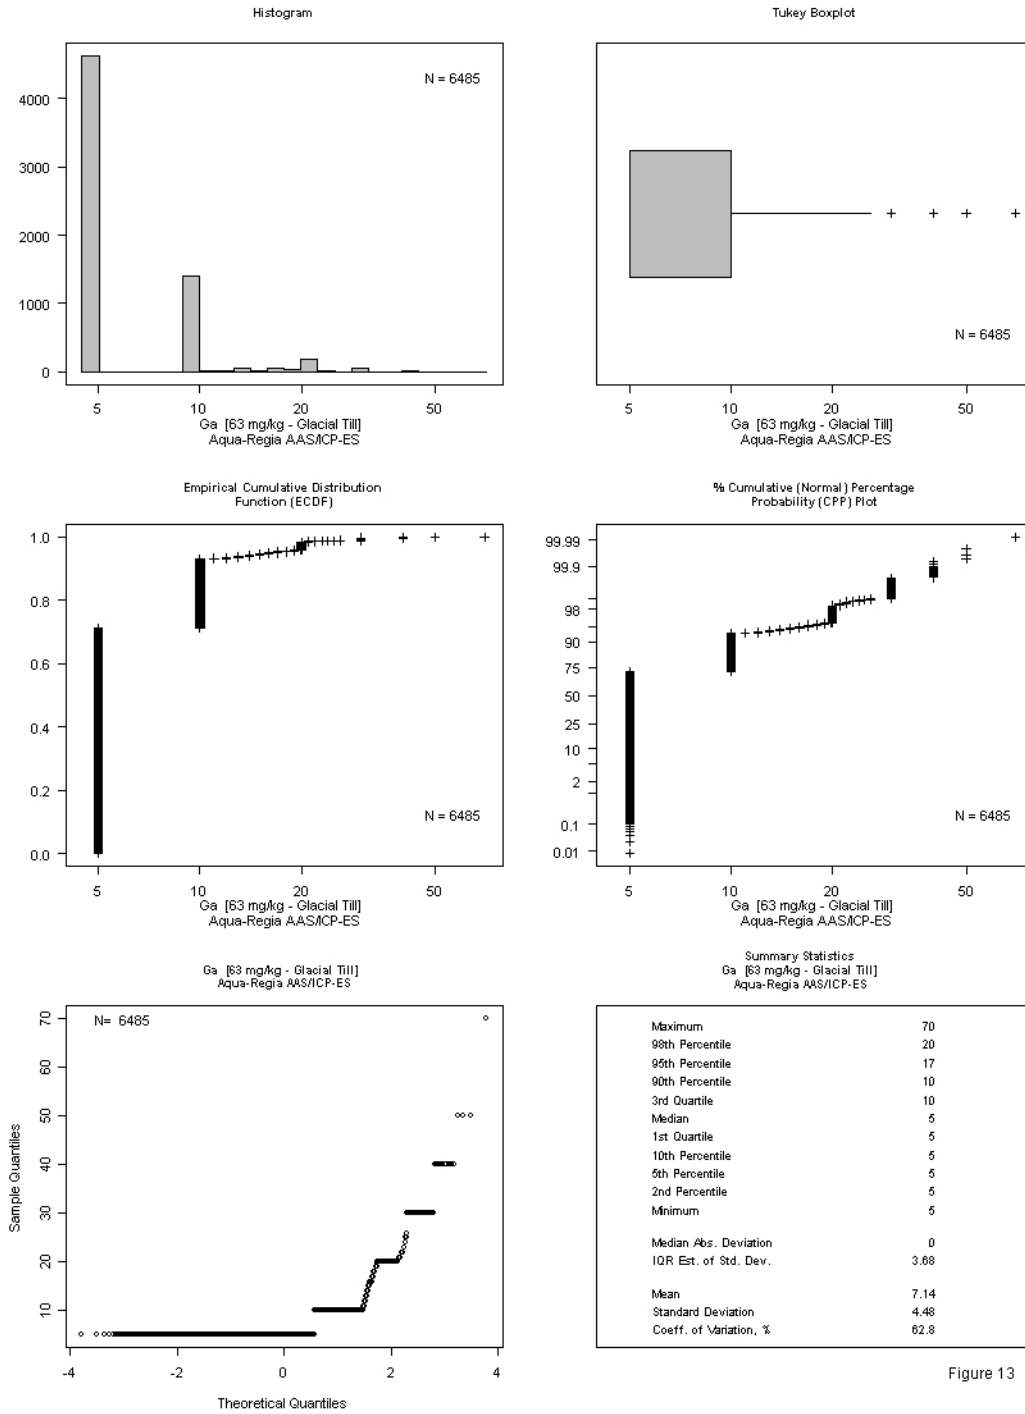 Histogram
N = 6485
4000
3000
2000
1000
0
5 10 20 50
Ga [63 mg/kg - Glacial Till]
Aqua-Regia AAS/ICP-ES
Tukey Boxplot
N = 6485
5 10 20 50
Ga [63 mg/kg - Glacial Till]
Aqua-Regia AAS/ICP-ES
Empirical Cumulative Distribution
Function (ECDF)
1.0
0.8
0.6
0.4
0.2
0.0
N = 6485
5 10 20 50
Ga [63 mg/kg - Glacial Till]
Aqua-Regia AAS/ICP-ES
% Cumulative (Normal) Percentage
Probability (CPP) Plot
99.99
99.9
98
90
75
50
25
10
2
0.1
0.01
N = 6485
5 10 20 50
Ga [63 mg/kg - Glacial Till]
Aqua-Regia AAS/ICP-ES
Ga [63 mg/kg - Glacial Till]
Aqua-Regia AAS/ICP-ES
N= 6485
70
60
50
40
30
20
10
Sample Quantiles
-4 -2 0 2 4
Theoretical Quantiles
Summary Statistics
Ga [63 mg/kg - Glacial Till]
Aqua-Regia AAS/ICP-ES
Maximum 70
98th Percentile 20
95th Percentile 17
90th Percentile 10
3rd Quartile 10
Median 5
1st Quartile 5
10th Percentile 5
5th Percentile 5
2nd Percentile 5
Minimum 5
Median Abs. Deviation 0
IQR Est. of Std. Dev. 3.68
Mean 7.14
Standard Deviation 4.48
Coeff. of Variation, % 62.8
Figure 13